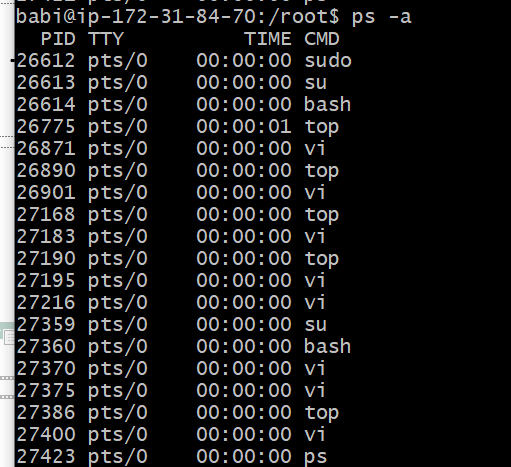 babi@ip-172-31-84-70:/root$ ps -a
  PID TTY          TIME CMD
26612 pts/0    00:00:00 sudo
26613 pts/0    00:00:00 su
26614 pts/0    00:00:00 bash
26775 pts/0    00:00:01 top
26871 pts/0    00:00:00 vi
26890 pts/0    00:00:00 top
26901 pts/0    00:00:00 vi
27168 pts/0    00:00:00 top
27183 pts/0    00:00:00 vi
27190 pts/0    00:00:00 top
27195 pts/0    00:00:00 vi
27216 pts/0    00:00:00 vi
27359 pts/0    00:00:00 su
27360 pts/0    00:00:00 bash
27370 pts/0    00:00:00 vi
27375 pts/0    00:00:00 vi
27386 pts/0    00:00:00 top
27400 pts/0    00:00:00 vi
27423 pts/0    00:00:00 ps